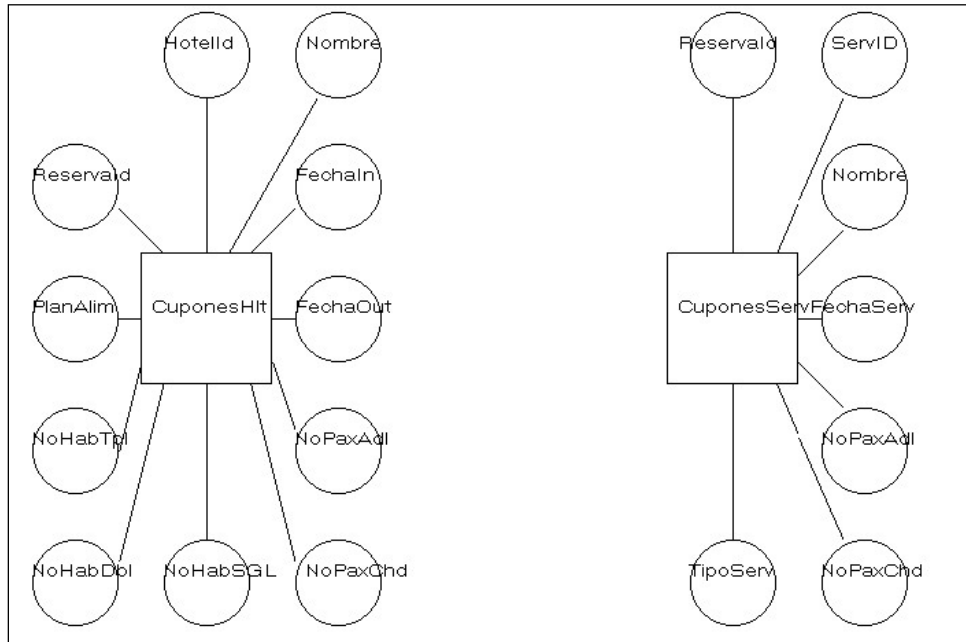 HotelId
Nombre
ReservaId
FechaIn
PlanAlim
CuponesHlt
FechaOut
NoHabTpl
NoPaxAdl
NoHabDbl
NoHabSGL
NoPaxChd
ReservaId
ServID
Nombre
CuponesServ
FechaServ
NoPaxAdl
TipoServ
NoPaxChd